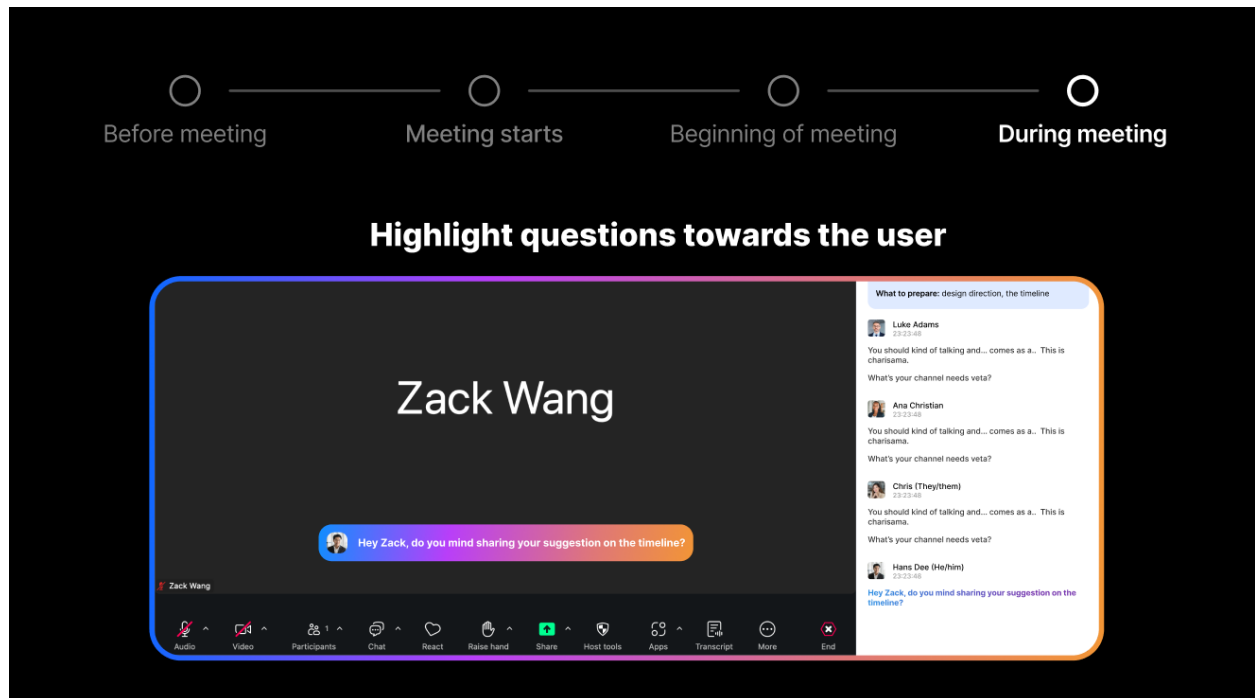 Before meeting
Meeting starts
Beginning of meeting
During meeting
Highlight questions towards the user
Zack Wang
Hey Zack, do you mind sharing your suggestion on the timeline?
Zack Wang
Audio
Video
1
Participants
Chat
React
Raise hand
Share
Host tools
Apps
Transcript
More
End
What to prepare: design direction, the timeline
Luke Adams
23:23:48
You should kind of talking and... comes as a.. This is
charisama.
What's your channel needs veta?
Ana Christian
23:23:48
You should kind of talking and... comes as a.. This is
charisama.
What's your channel needs veta?
Chris (They/them)
23:23:48
You should kind of talking and... comes as a.. This is
charisama.
What's your channel needs veta?
Hans Dee (He/him)
23:23:48
Hey Zack, do you mind sharing your suggestion on the
timeline?